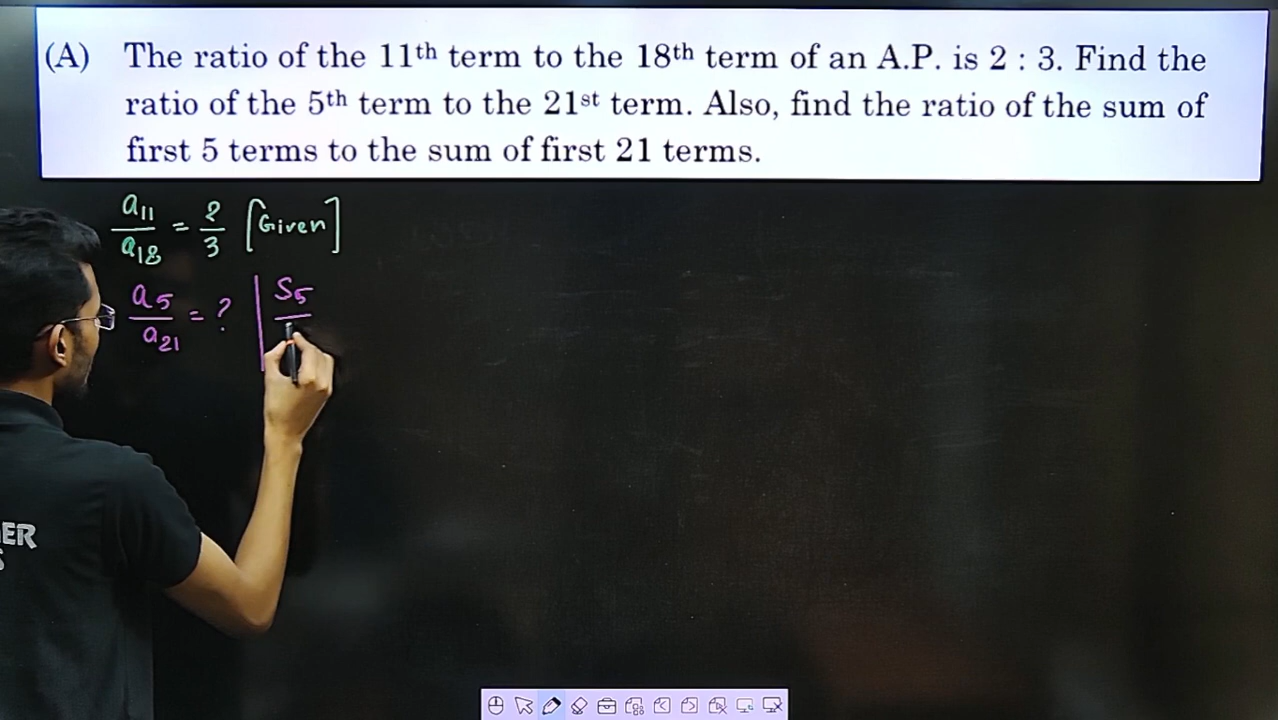 (A) The ratio of the 11th term to the 18th term of an A.P. is 2 : 3. Find the
ratio of the 5th term to the 21st term. Also, find the ratio of the sum of
first 5 terms to the sum of first 21 terms.
a11/a18 = 2/3 [Given]
a5/a21 = ? | S5/
ER